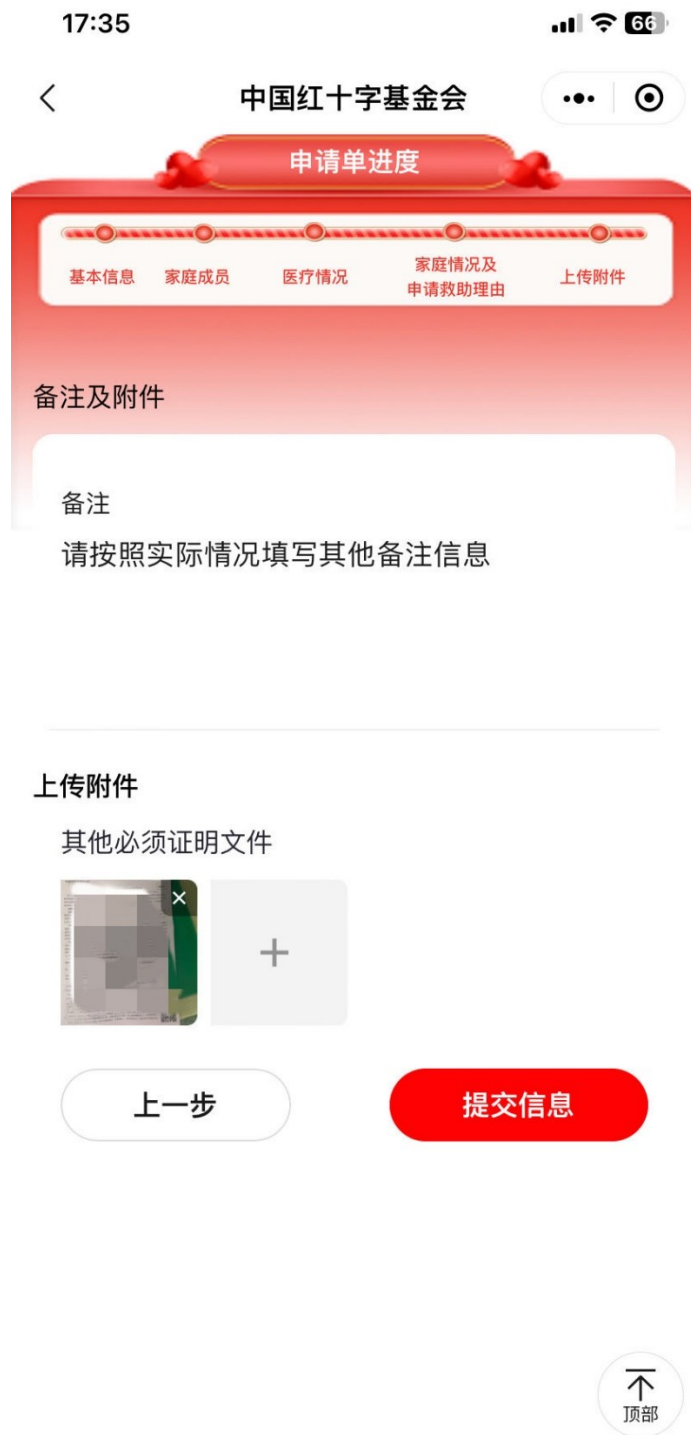 17:35
66
中国红十字基金会
申请单进度
基本信息
家庭成员
医疗情况
家庭情况及
申请救助理由
上传附件
备注及附件
备注
请按照实际情况填写其他备注信息
上传附件
其他必须证明文件
上一步
提交信息
顶部